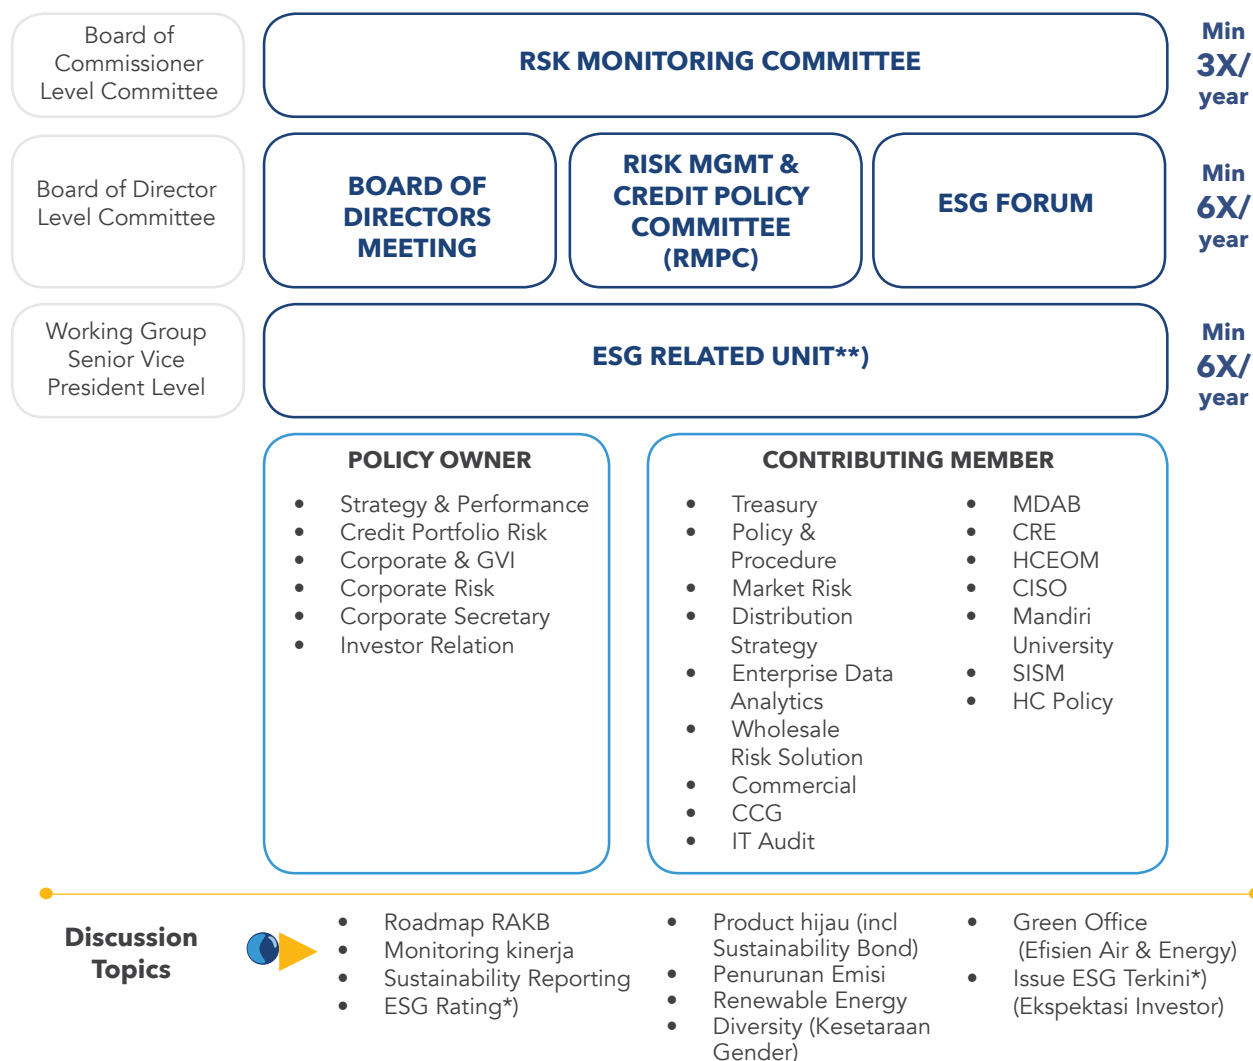 Board of
Commissioner
Level Committee
RSK MONITORING COMMITTEE
Min
3X/
year
Board of Director
Level Committee
BOARD OF
DIRECTORS
MEETING
RISK MGMT &
CREDIT POLICY
COMMITTEE
(RMPC)
ESG FORUM
Min
6X/
year
Working Group
Senior Vice
President Level
ESG RELATED UNIT**)
Min
6X/
year
POLICY OWNER
• Strategy & Performance
• Credit Portfolio Risk
• Corporate & GVI
• Corporate Risk
• Corporate Secretary
• Investor Relation
CONTRIBUTING MEMBER
• Treasury
• Policy &
Procedure
• Market Risk
• Distribution
Strategy
• Enterprise Data
Analytics
• Wholesale
Risk Solution
• Commercial
• CCG
• IT Audit
• MDAB
• CRE
• HCEOM
• CISO
• Mandiri
University
• SISM
• HC Policy
Discussion
Topics
• Roadmap RAKB
• Monitoring kinerja
• Sustainability Reporting
• ESG Rating*)
• Product hijau (incl
Sustainability Bond)
• Penurunan Emisi
• Renewable Energy
• Diversity (Kesetaraan
Gender)
• Green Office
(Efisien Air & Energy)
• Issue ESG Terkini*)
(Ekspektasi Investor)